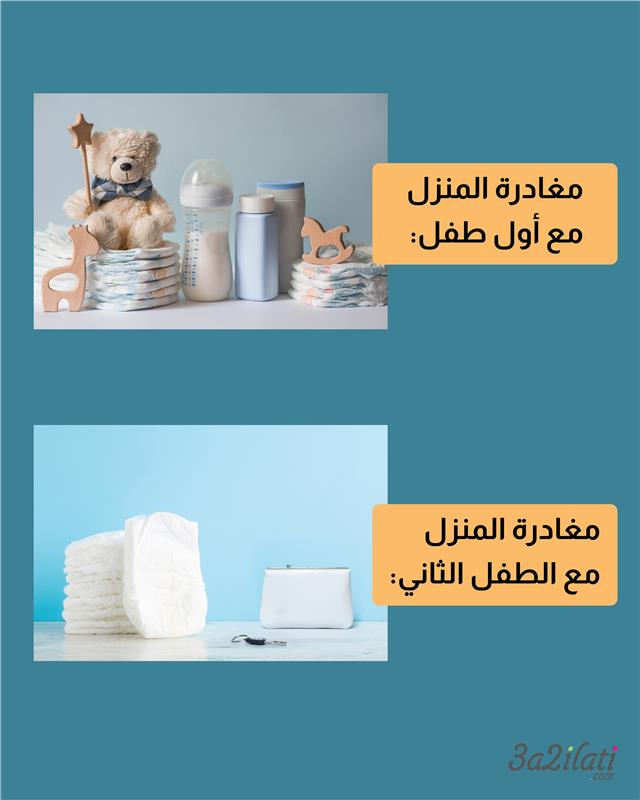 مغادرة المنزل
مع أول طفل:
مغادرة المنزل
مع الطفل الثاني:
3a2ilati
.com